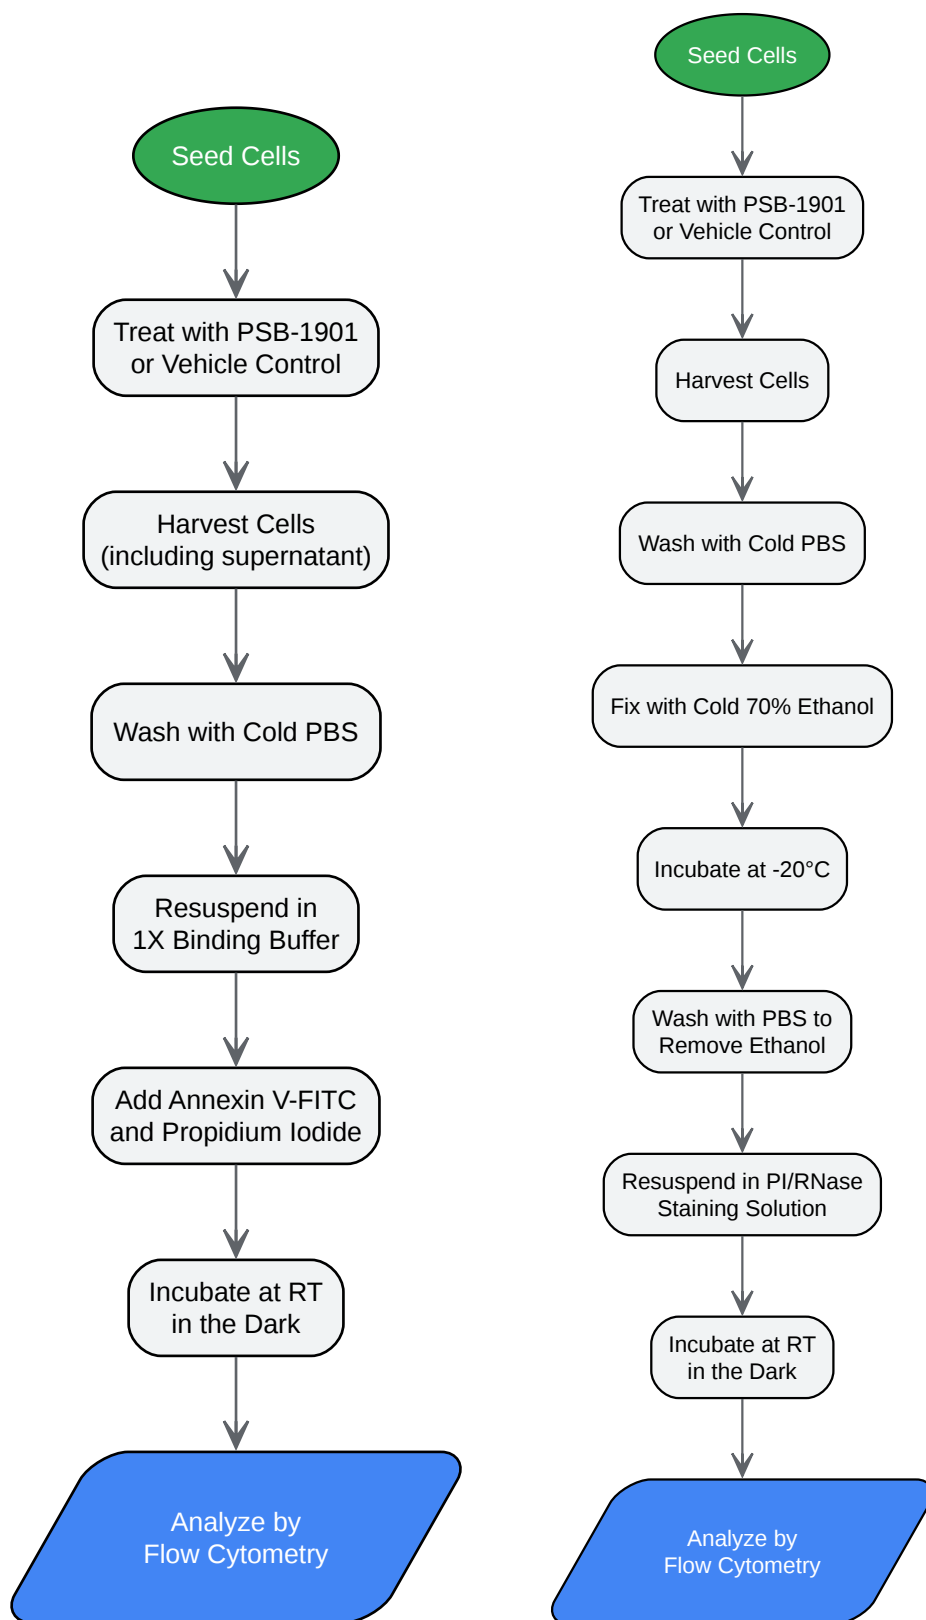 Seed Cells
Treat with PSB-1901
or Vehicle Control
Harvest Cells
(including supernatant)
Wash with Cold PBS
Resuspend in
1X Binding Buffer
Add Annexin V-FITC
and Propidium Iodide
Incubate at RT
in the Dark
Analyze by
Flow Cytometry
Seed Cells
Treat with PSB-1901
or Vehicle Control
Harvest Cells
Wash with Cold PBS
Fix with Cold 70% Ethanol
Incubate at -20°C
Wash with PBS to
Remove Ethanol
Resuspend in PI/RNase
Staining Solution
Incubate at RT
in the Dark
Analyze by
Flow Cytometry